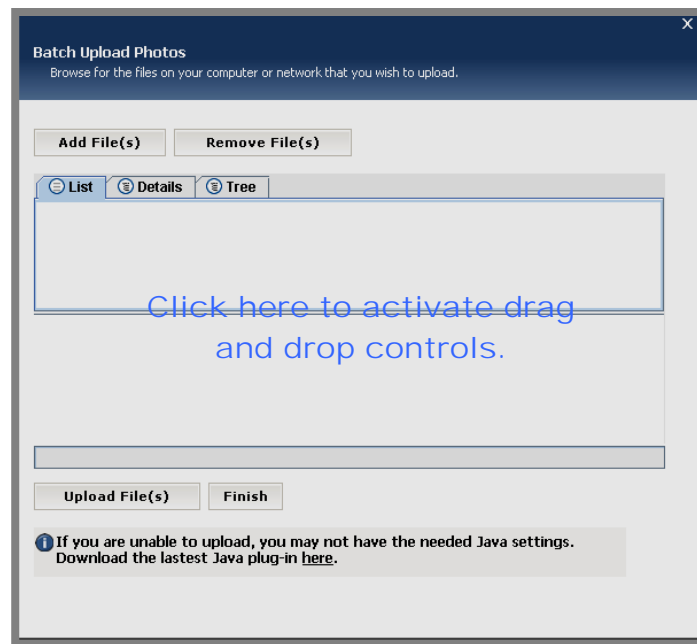 X
Batch Upload Photos
Browse for the files on your computer or network that you wish to upload.
Add File(s) Remove File(s)
List Details Tree
Click here to activate drag
and drop controls.
Upload File(s) Finish
If you are unable to upload, you may not have the needed Java settings.
Download the lastest Java plug-in here.